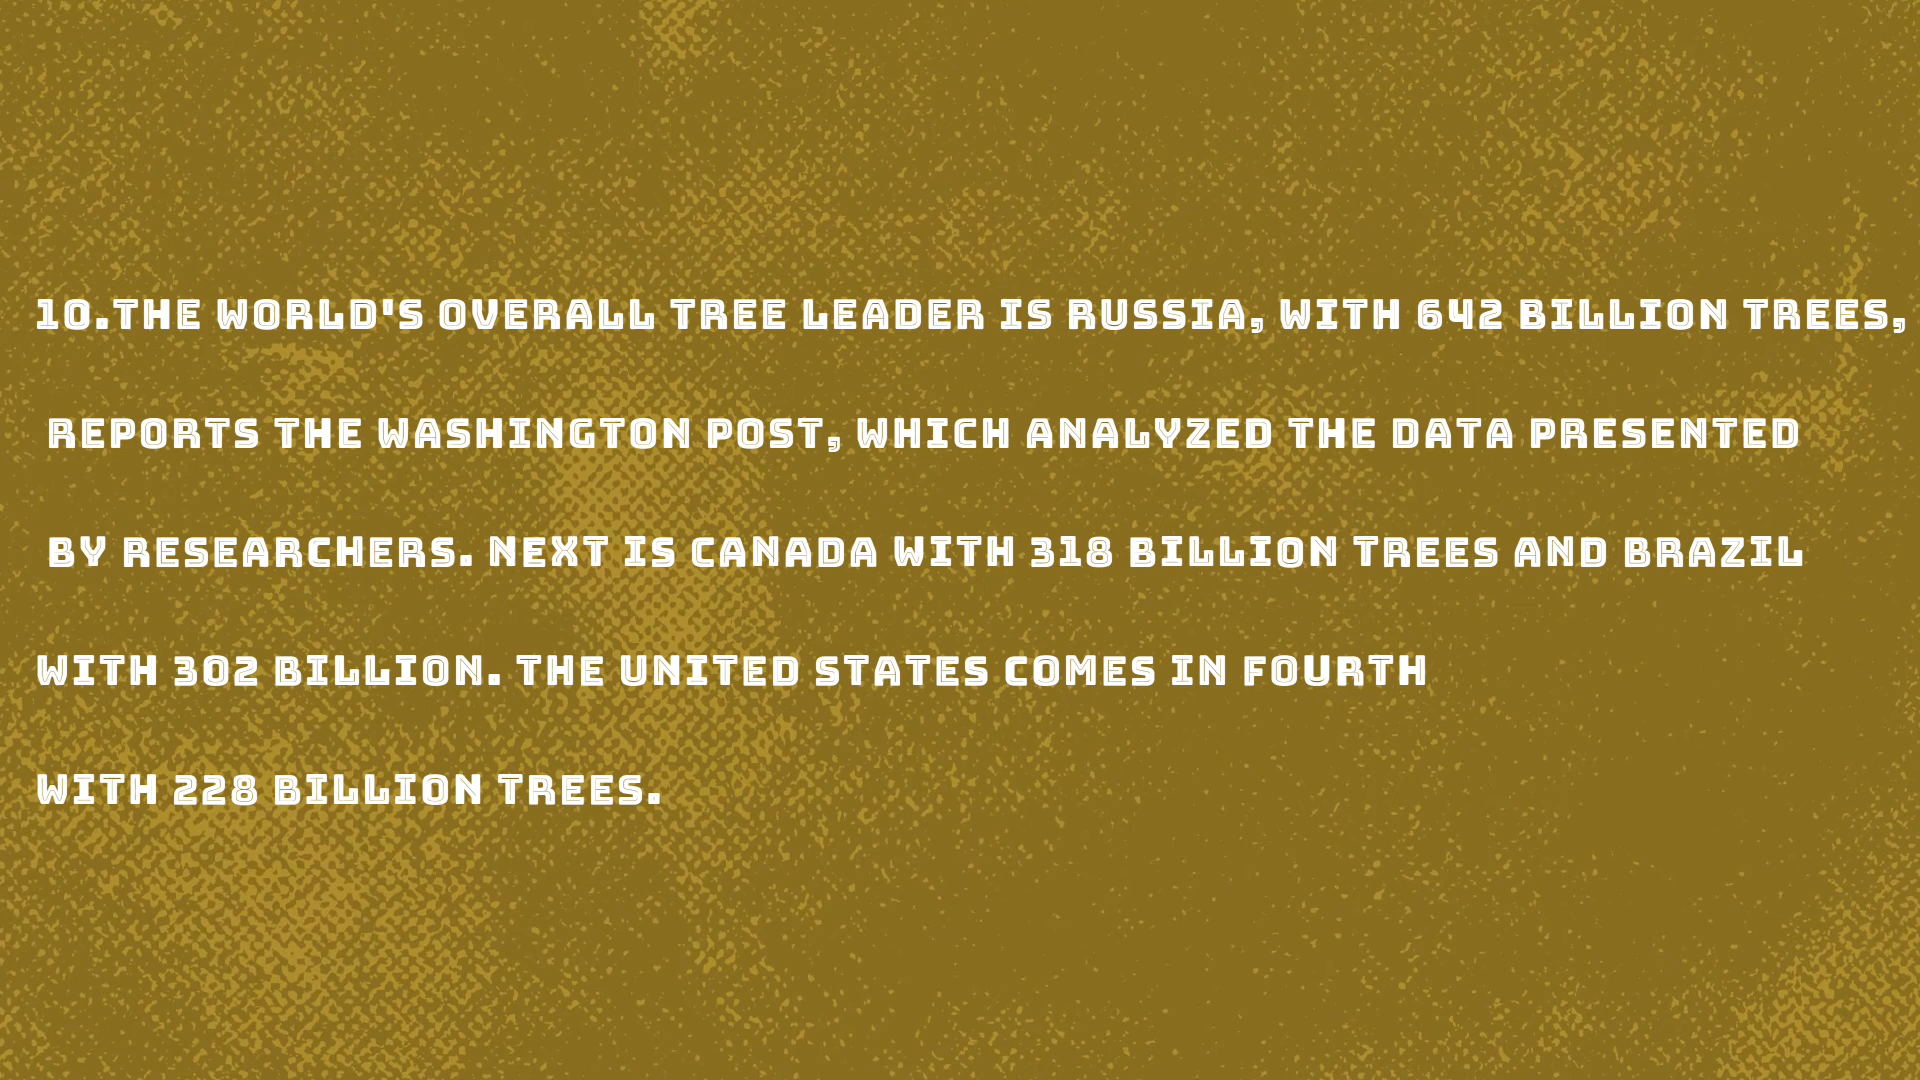 10.THE WORLD'S OVERALL TREE LEADER IS RUSSIA, WITH 642 BILLION TREES,
REPORTS THE WASHINGTON POST, WHICH ANALYZED THE DATA PRESENTED
BY RESEARCHERS. NEXT IS CANADA WITH 318 BILLION TREES AND BRAZIL
WITH 302 BILLION. THE UNITED STATES COMES IN FOURTH
WITH 228 BILLION TREES.